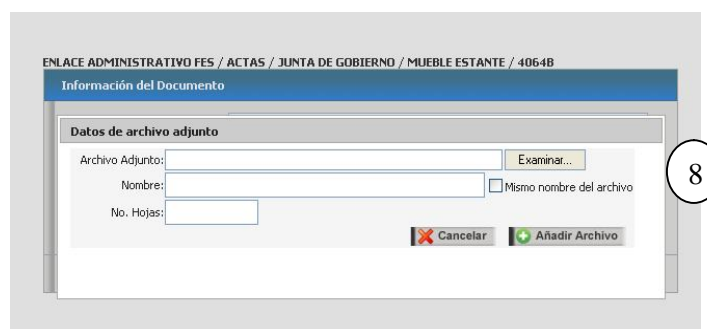 ENLACE ADMINISTRATIVO FES / ACTAS / JUNTA DE GOBIERNO / MUEBLE ESTANTE / 4064B
Información del Documento
Datos de archivo adjunto
Archivo Adjunto: Examinar...
Nombre: Mismo nombre del archivo
No. Hojas:
Cancelar Añadir Archivo
8